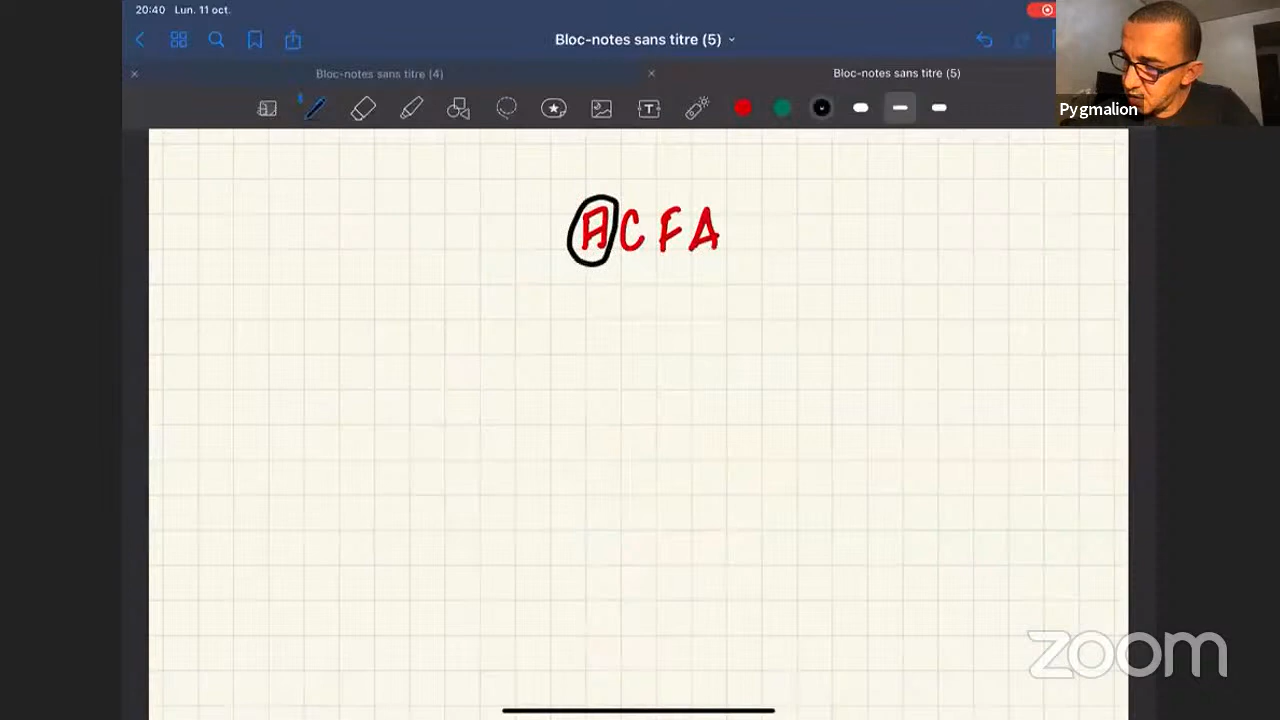 20:40 Lun. 11 oct.
Bloc-notes sans titre (5)
Bloc-notes sans titre (4)
Bloc-notes sans titre (5)
T
Pygmalion
A C F A
zoom